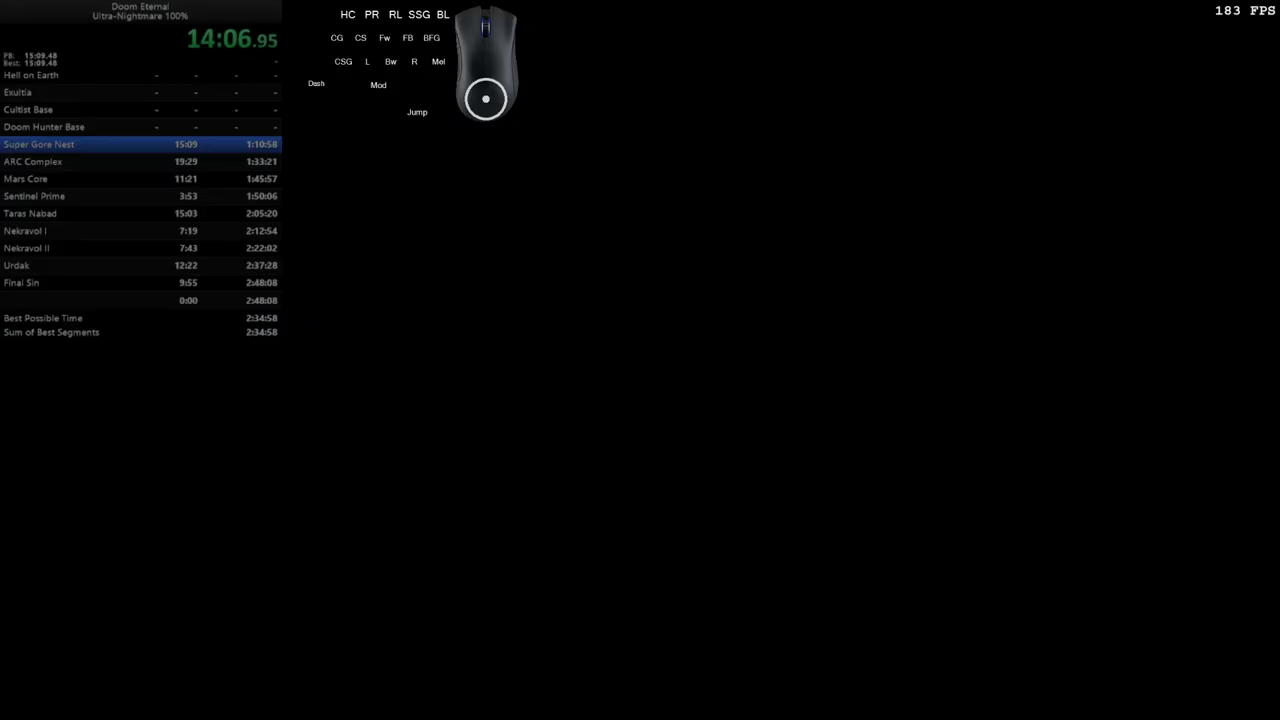 Doom Eternal
Ultra-Nightmare 100%
14:06.95
PB: 15:09.48
Best: 15:09.48 -
Hell on Earth - - - -
Exultia - - - -
Cultist Base - - - -
Doom Hunter Base - - - -
Super Gore Nest 15:09 1:10:58
ARC Complex 19:29 1:33:21
Mars Core 11:21 1:45:57
Sentinel Prime 3:53 1:50:06
Taras Nabad 15:03 2:05:20
Nekravol I 7:19 2:12:54
Nekravol II 7:43 2:22:02
Urdak 12:22 2:37:28
Final Sin 9:55 2:48:08
0:00 2:48:08
Best Possible Time 2:34:58
Sum of Best Segments 2:34:58
HC PR RL SSG BL
CG CS Fw FB BFG
CSG L Bw R Mel
Dash Mod
Jump
183 FPS